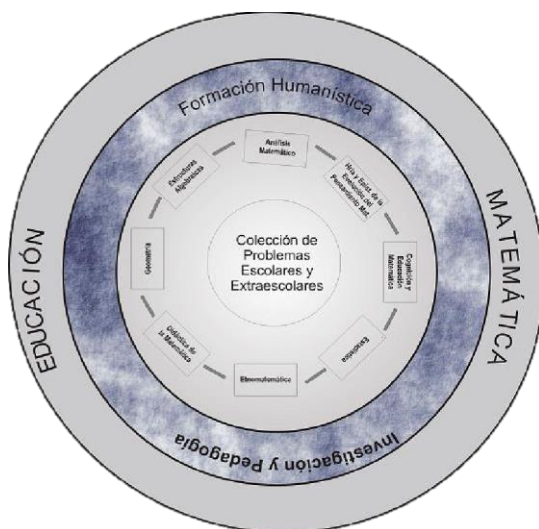 EDUCACIÓN
MATEMÁTICA
Formación Humanística
Investigación y Pedagogía
Análisis
Matemático
Hria y Epist. de la
Evolución del
Pensamiento Mat.
Cognición y
Educación
Matemática
Estadística
Etnomatemática
Didáctica de
la Matemática
Geometría
Estructuras
Algebraicas
Colección de
Problemas
Escolares y
Extraescolares